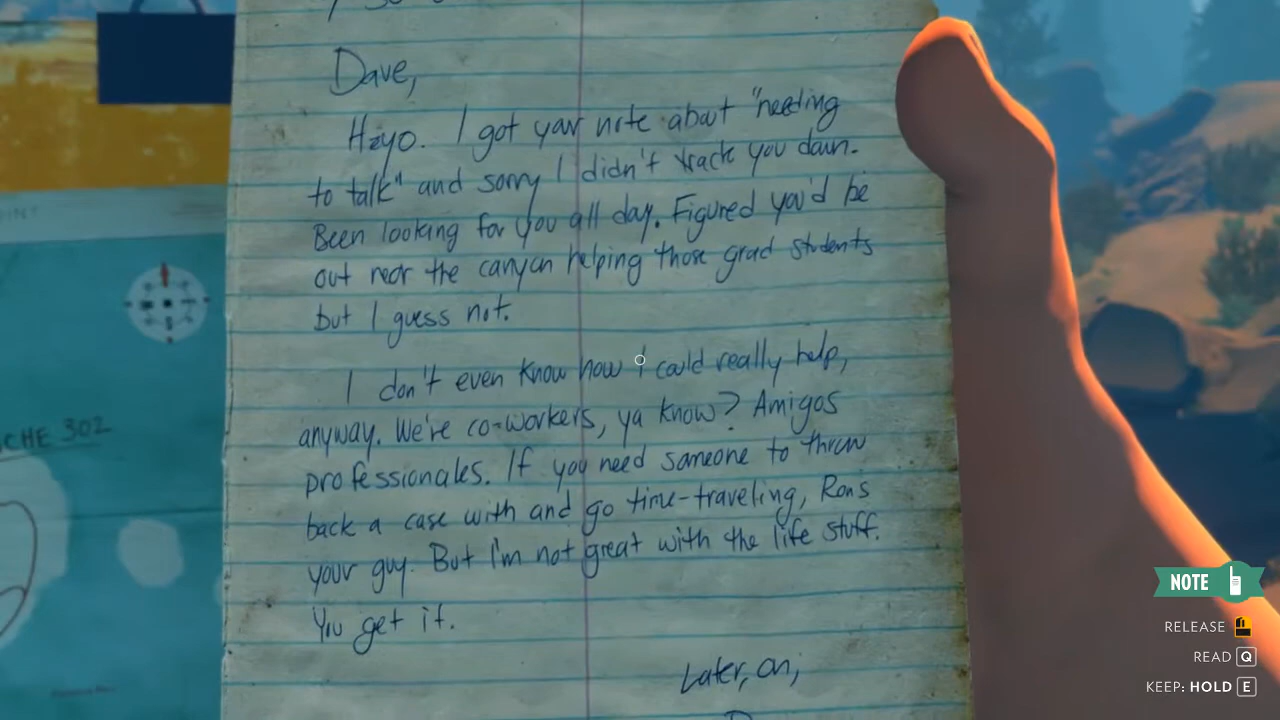 Dave,
Heyo. I got your note about "needing
to talk" and sorry I didn't track you down.
Been looking for you all day. Figured you'd be
out near the canyon helping those grad students
but I guess not.
I don't even know how i could really help,
anyway. We're co-workers, ya know? Amigos
professionales. If you need someone to throw
back a case with and go time-traveling, Ron's
your guy. But I'm not great with the life stuff.
You get it.
Later, on,
CHE 302
NOTE
RELEASE
READ Q
KEEP: HOLD E